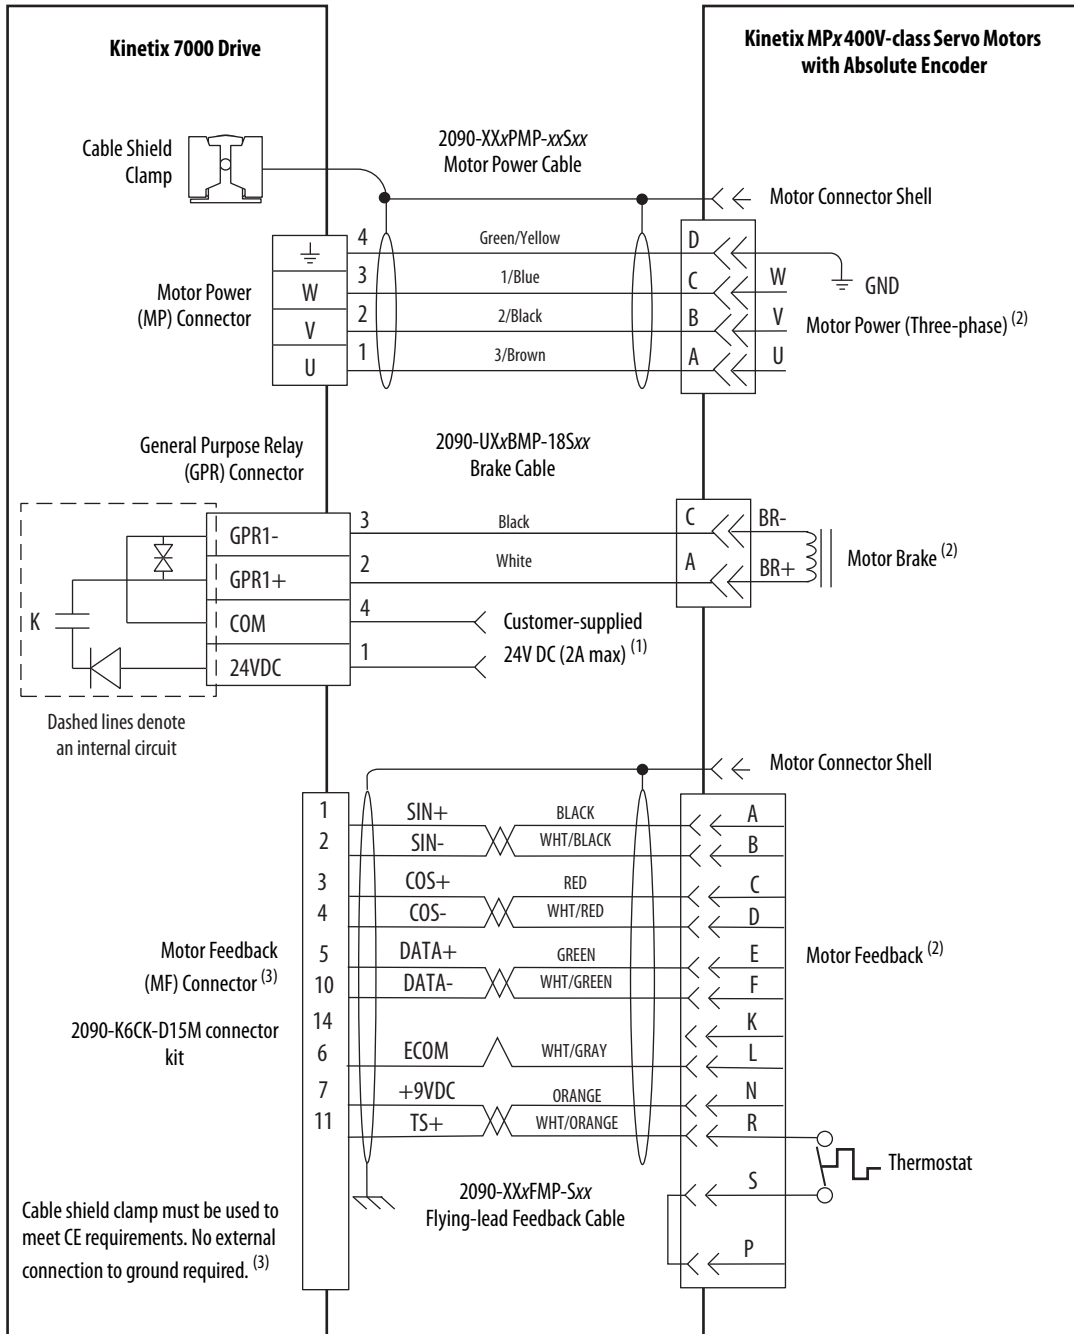 Kinetix 7000 Drive
Kinetix MPx 400V-class Servo Motors
with Absolute Encoder
Cable Shield
Clamp
2090-XXxPMP-xxSxx
Motor Power Cable
Motor Connector Shell
Motor Power
(MP) Connector
W
V
U
4
3
2
1
Green/Yellow
1/Blue
2/Black
3/Brown
D
C
B
A
W
V
U
GND
Motor Power (Three-phase) (2)
General Purpose Relay
(GPR) Connector
2090-UXxBMP-18Sxx
Brake Cable
K
GPR1-
GPR1+
COM
24VDC
3
2
4
1
Black
White
C
A
BR-
BR+
Motor Brake (2)
Customer-supplied
24V DC (2A max) (1)
Dashed lines denote
an internal circuit
Motor Connector Shell
Motor Feedback
(MF) Connector (3)
2090-K6CK-D15M connector
kit
1 SIN+ BLACK A
2 SIN- WHT/BLACK B
3 COS+ RED C
4 COS- WHT/RED D
5 DATA+ GREEN E
10 DATA- WHT/GREEN F
14 K
6 ECOM WHT/GRAY L
7 +9VDC ORANGE N
11 TS+ WHT/ORANGE R
S
P
Motor Feedback (2)
Thermostat
2090-XXxFMP-Sxx
Flying-lead Feedback Cable
Cable shield clamp must be used to
meet CE requirements. No external
connection to ground required. (3)